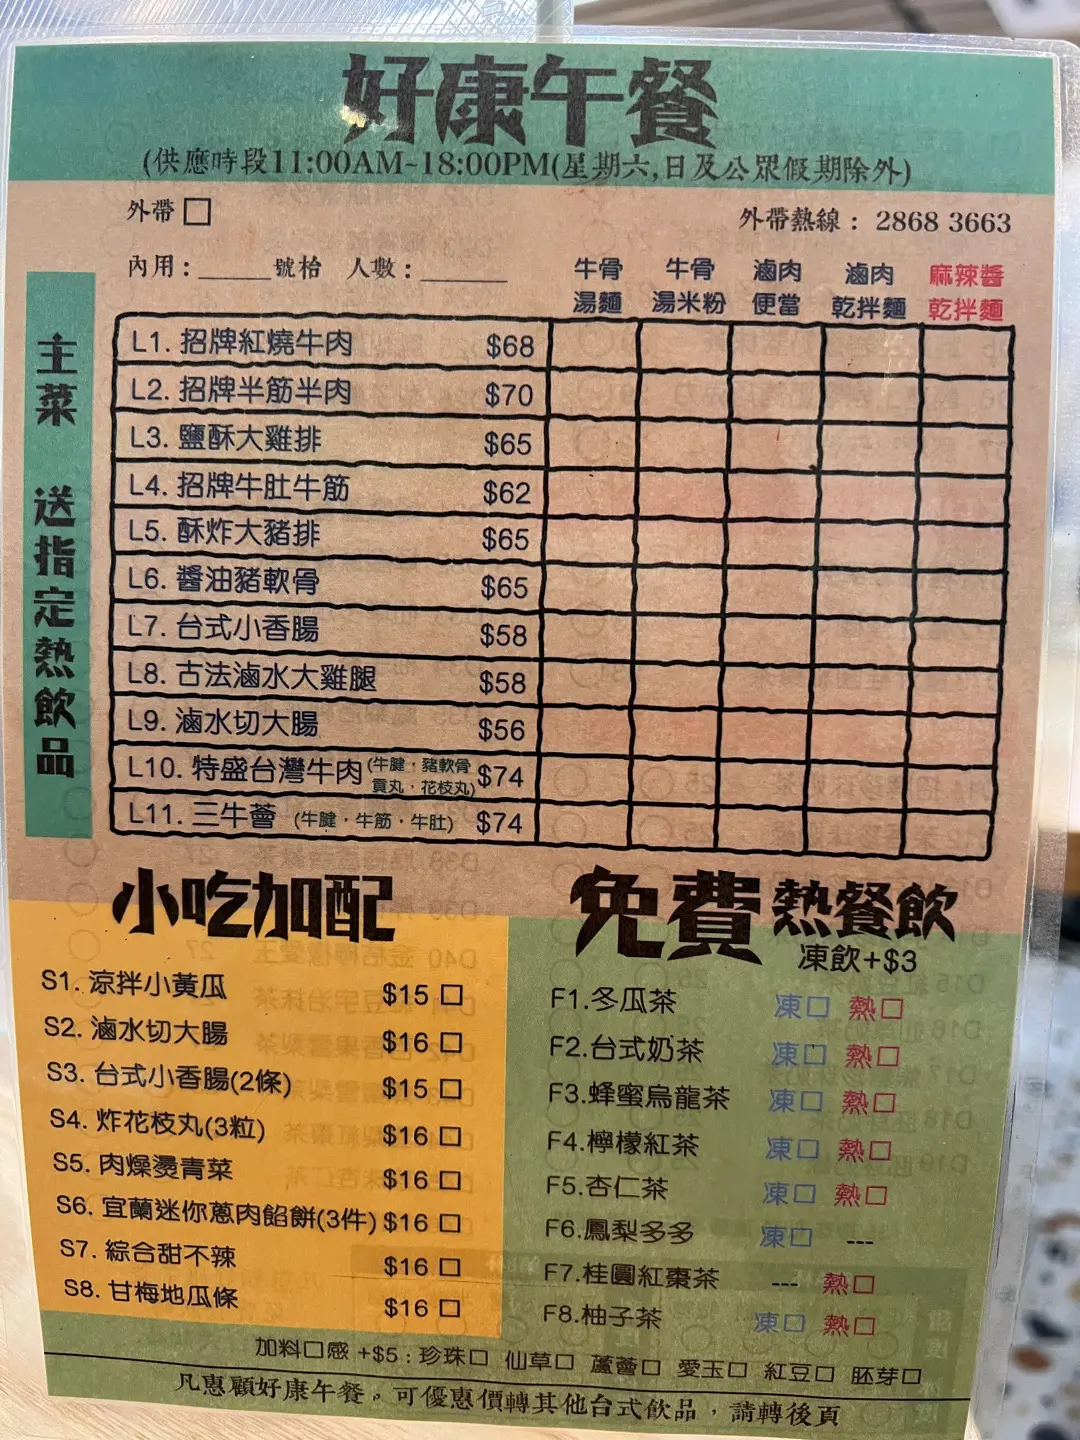 好康午餐
(供應時段11:00AM~18:00PM(星期六,日及公眾假期除外)
外帶□
外帶熱線: 2868 3663
內用:_____號枱 人數:______
牛骨湯麵
牛骨湯米粉
滷肉便當
滷肉乾拌麵
麻辣醬乾拌麵
主菜 送指定熱飲品
L1. 招牌紅燒牛肉 $68
L2. 招牌半筋半肉 $70
L3. 鹽酥大雞排 $65
L4. 招牌牛肚牛筋 $62
L5. 酥炸大豬排 $65
L6. 醬油豬軟骨 $65
L7. 台式小香腸 $58
L8. 古法滷水大雞腿 $58
L9. 滷水切大腸 $56
L10. 特盛台灣牛肉(牛腱·豬軟骨 貢丸·花枝丸) $74
L11. 三牛薈 (牛腱·牛筋·牛肚) $74
小吃加配
S1. 涼拌小黃瓜 $15 □
S2. 滷水切大腸 $16 □
S3. 台式小香腸(2條) $15 □
S4. 炸花枝丸(3粒) $16 □
S5. 肉燥燙青菜 $16 □
S6. 宜蘭迷你蔥肉餡餅(3件) $16 □
S7. 綜合甜不辣 $16 □
S8. 甘梅地瓜條 $16 □
免費熱餐飲
凍飲+$3
F1.冬瓜茶 凍□ 熱□
F2.台式奶茶 凍□ 熱□
F3.蜂蜜烏龍茶 凍□ 熱□
F4.檸檬紅茶 凍□ 熱□
F5.杏仁茶 凍□ 熱□
F6.鳳梨多多 凍□ ---
F7.桂圓紅棗茶 --- 熱□
F8.柚子茶 凍□ 熱□
加料口感 +$5:珍珠□ 仙草□ 蘆薈□ 愛玉□ 紅豆□ 胚芽□
凡惠顧好康午餐。可優惠價轉其他台式飲品,請轉後頁